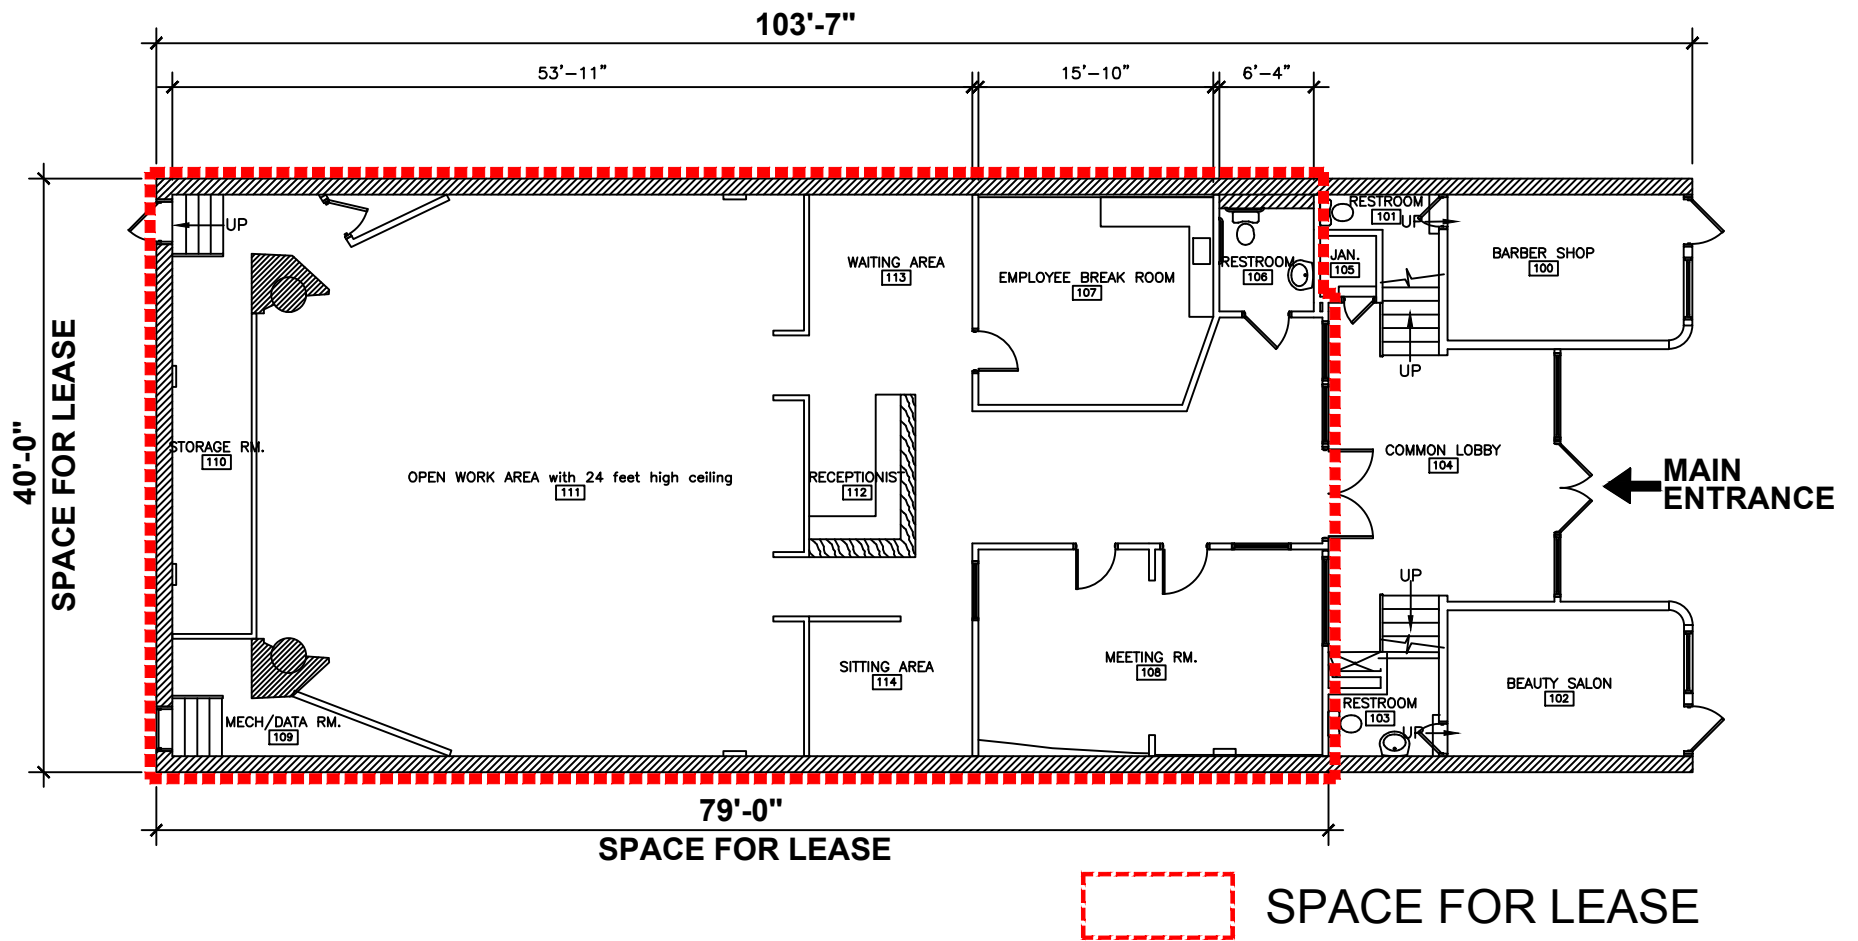 103'-7"
53'-11"
15'-10"
6'-4"
UP
RESTROOM
101
UP
WAITING AREA
113
EMPLOYEE BREAK ROOM
107
RESTROOM
106
JAN.
105
BARBER SHOP
100
UP
40'-0"
SPACE FOR LEASE
STORAGE RM.
110
OPEN WORK AREA with 24 feet high ceiling
111
RECEPTIONIST
112
COMMON LOBBY
104
MAIN
ENTRANCE
UP
SITTING AREA
114
MEETING RM.
108
BEAUTY SALON
102
MECH/DATA RM.
109
RESTROOM
103
UP
79'-0"
SPACE FOR LEASE
SPACE FOR LEASE